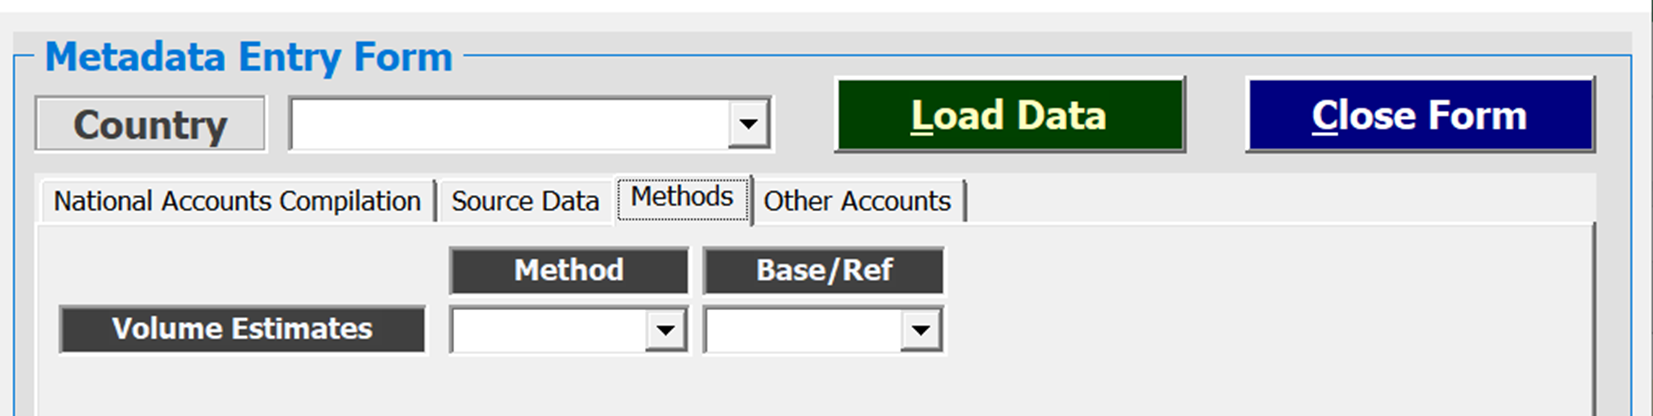 Metadata Entry Form
Country
Load Data
Close Form
National Accounts Compilation
Source Data
Methods
Other Accounts
Method
Base/Ref
Volume Estimates